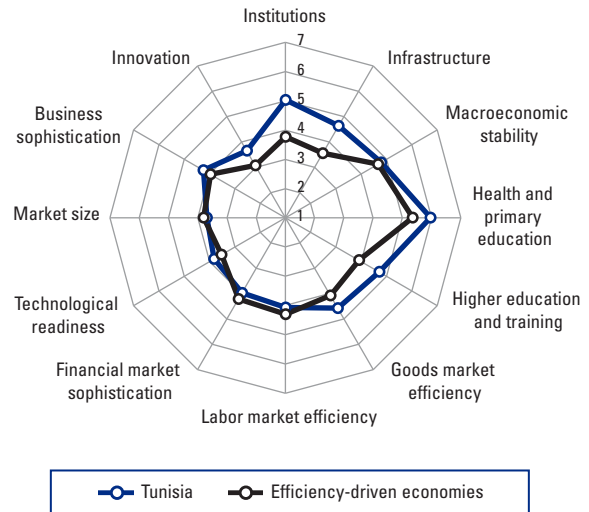 Institutions
7
6
5
4
3
2
1
Infrastructure
Macroeconomic
stability
Health and
primary
education
Higher education
and training
Goods market
efficiency
Labor market efficiency
Financial market
sophistication
Technological
readiness
Market size
Business
sophistication
Innovation
Tunisia
Efficiency-driven economies